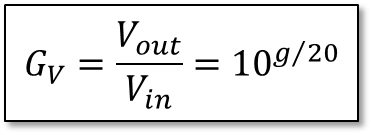 G_V = V_out / V_in = 10^{g/20}